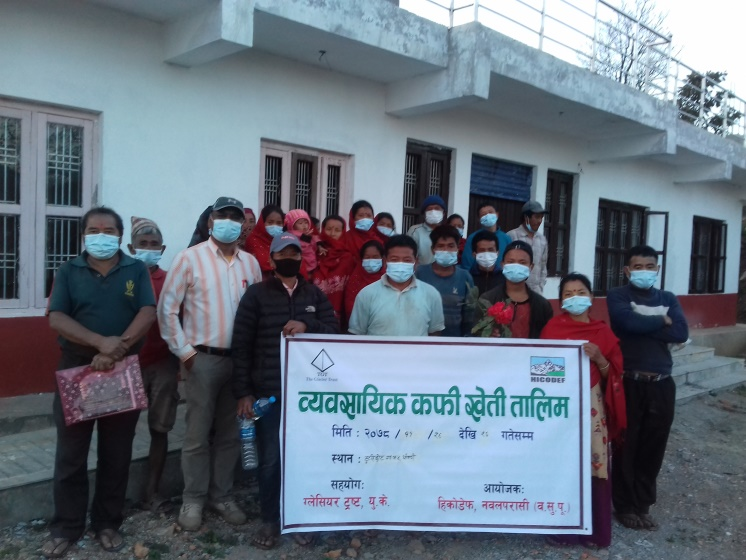 The Glacier Trust
HICODEF
व्यवसायिक कफी खेती तालिम
मिति : २०७८ / / देखि गतेसम्म
स्थान :
सहयोगः
ग्लेसियर ट्रष्ट, यु.के.
आयोजकः
हिकोडेफ, नवलपरासी (ब.सु.पू.)